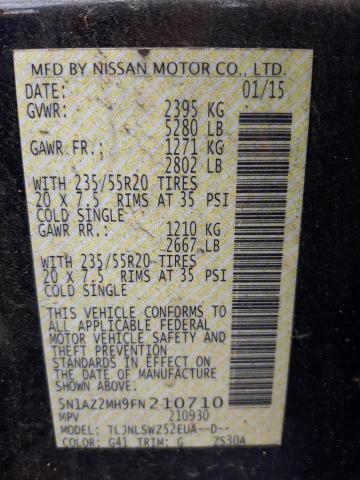 MFD BY NISSAN MOTOR CO., LTD.
DATE: 01/15
GVWR: 2395 KG
5280 LB
GAWR FR.: 1271 KG
2802 LB
WITH 235/55R20 TIRES
20 X 7.5 RIMS AT 35 PSI
COLD SINGLE
GAWR RR.: 1210 KG
2667 LB
WITH 235/55R20 TIRES
20 X 7.5 RIMS AT 35 PSI
COLD SINGLE
THIS VEHICLE CONFORMS TO
ALL APPLICABLE FEDERAL
MOTOR VEHICLE SAFETY
STANDARDS IN EFFECT ON
THE DATE OF MANUFACTURE
SHOWN ABOVE.
5N1AZ2MH9FN210710
MPV 210930
MODEL: TLJNLSWZ52EUA--D--
COLOR: G41 TRIM: G ZS30A